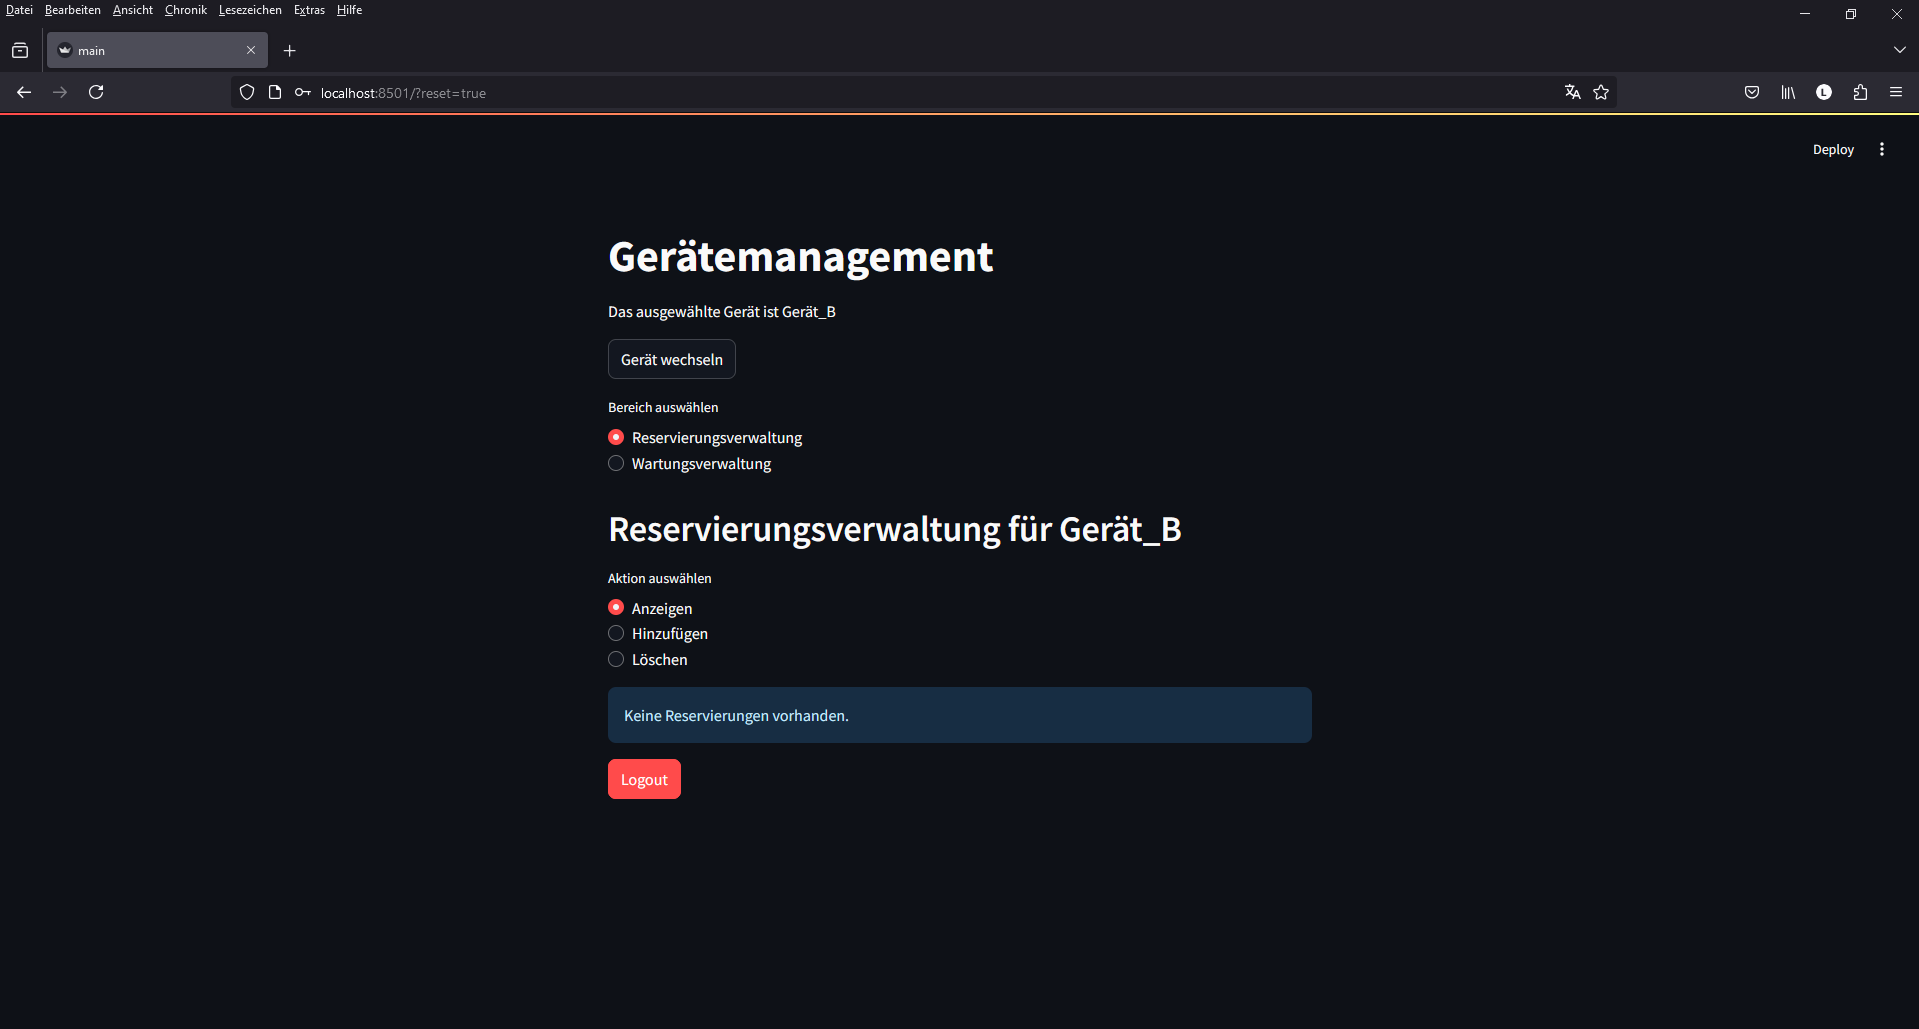 Datei Bearbeiten Ansicht Chronik Lesezeichen Extras Hilfe
main
localhost:8501/?reset=true
L
Deploy
Gerätemanagement
Das ausgewählte Gerät ist Gerät_B
Gerät wechseln
Bereich auswählen
Reservierungsverwaltung
Wartungsverwaltung
Reservierungsverwaltung für Gerät_B
Aktion auswählen
Anzeigen
Hinzufügen
Löschen
Keine Reservierungen vorhanden.
Logout